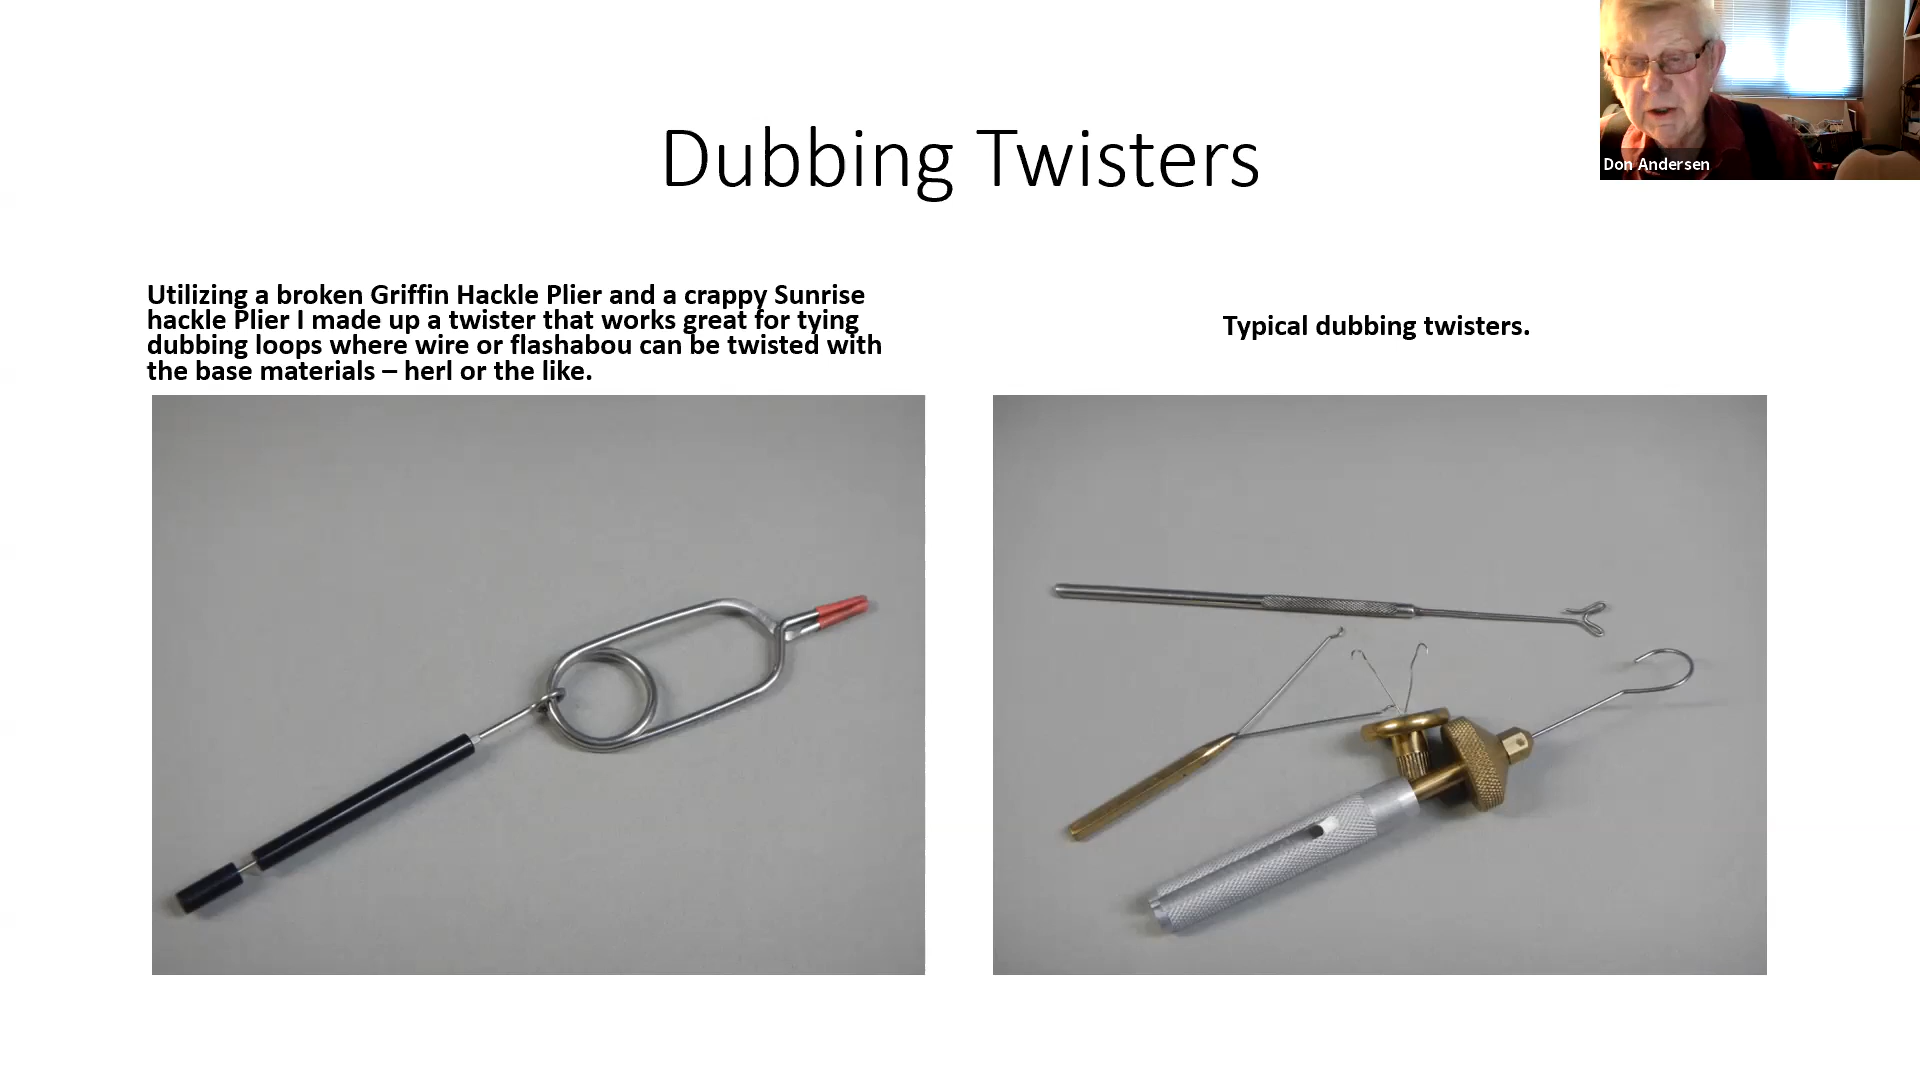 Dubbing Twisters
Don Andersen
Utilizing a broken Griffin Hackle Plier and a crappy Sunrise
hackle Plier I made up a twister that works great for tying
dubbing loops where wire or flashabou can be twisted with
the base materials – herl or the like.
Typical dubbing twisters.